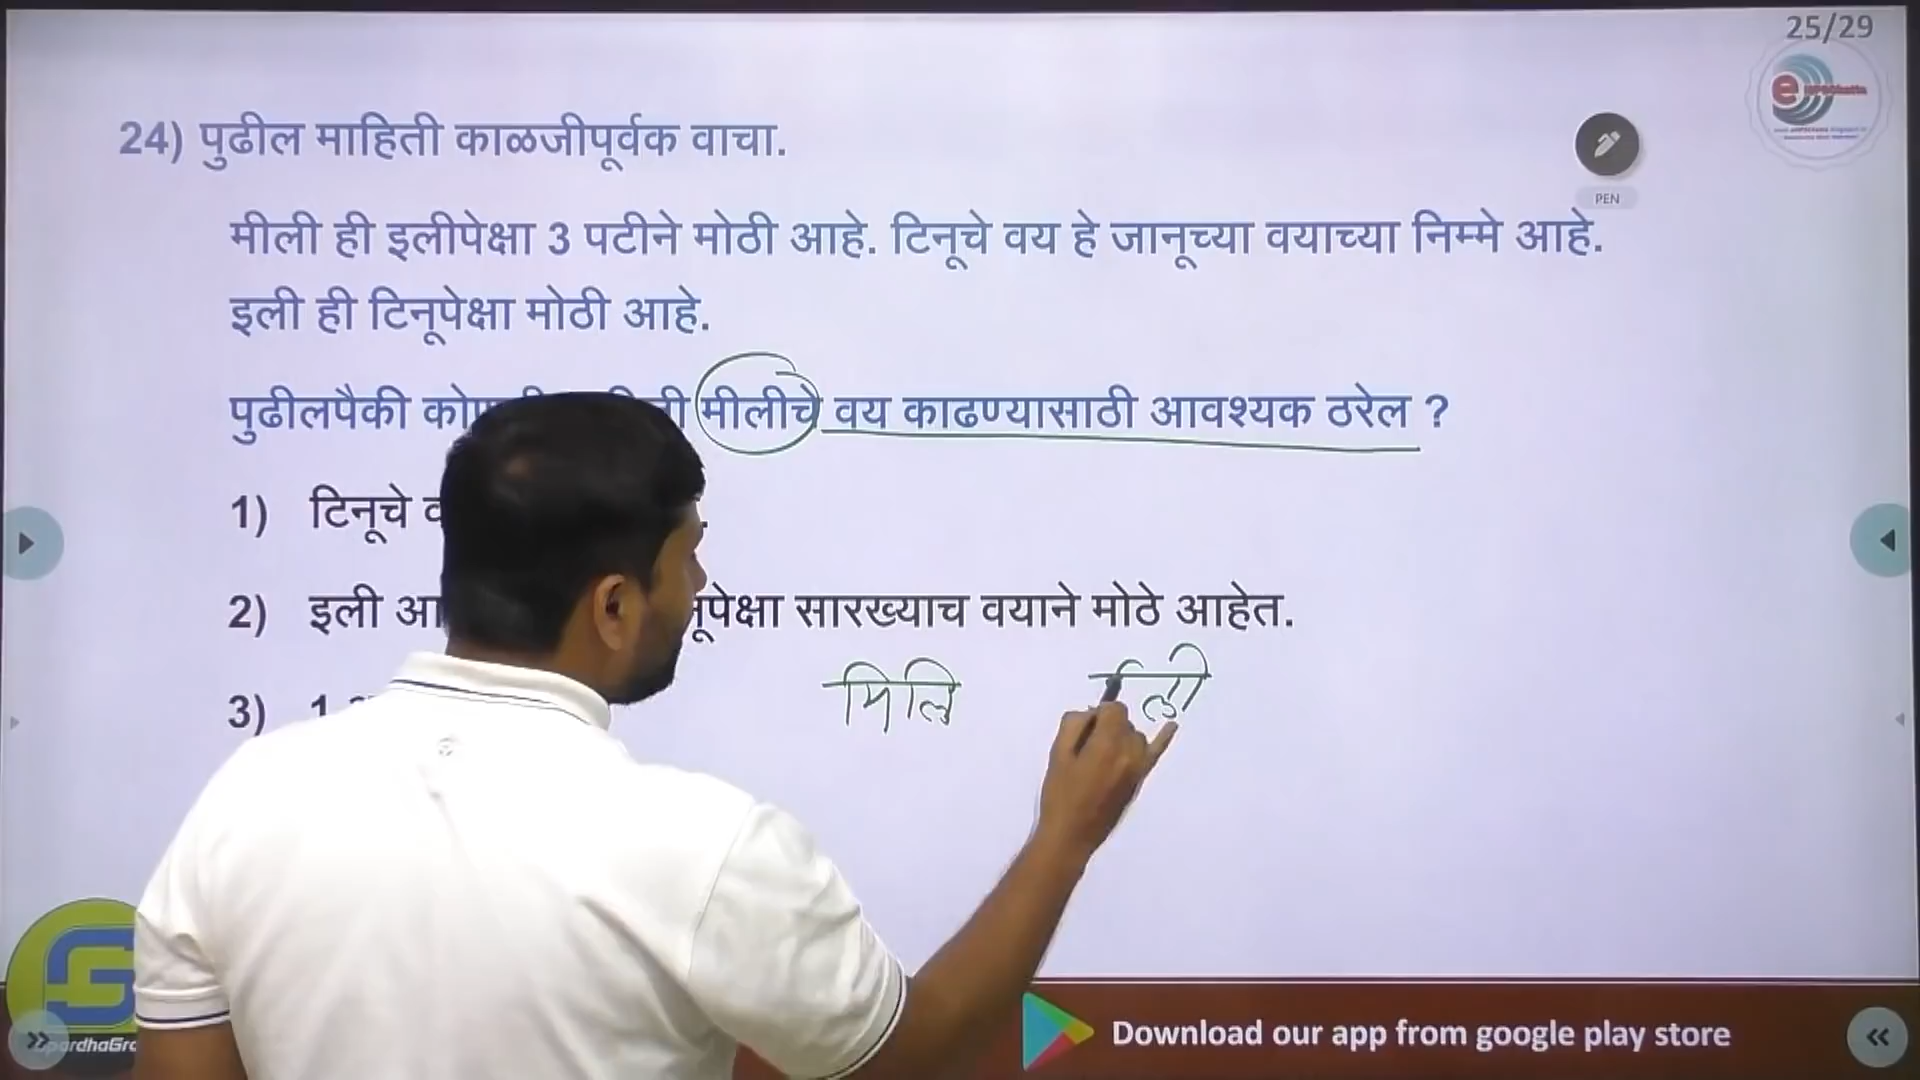 25/29
24) पुढील माहिती काळजीपूर्वक वाचा.
PEN
मीली ही इलीपेक्षा 3 पटीने मोठी आहे. टिनूचे वय हे जानूच्या वयाच्या निम्मे आहे.
इली ही टिनूपेक्षा मोठी आहे.
पुढीलपैकी मीलीचे वय काढण्यासाठी आवश्यक ठरेल ?
1) टिनूचे
2) इली सारख्याच वयाने मोठे आहेत.
मिलि
3) 1
Download our app from google play store